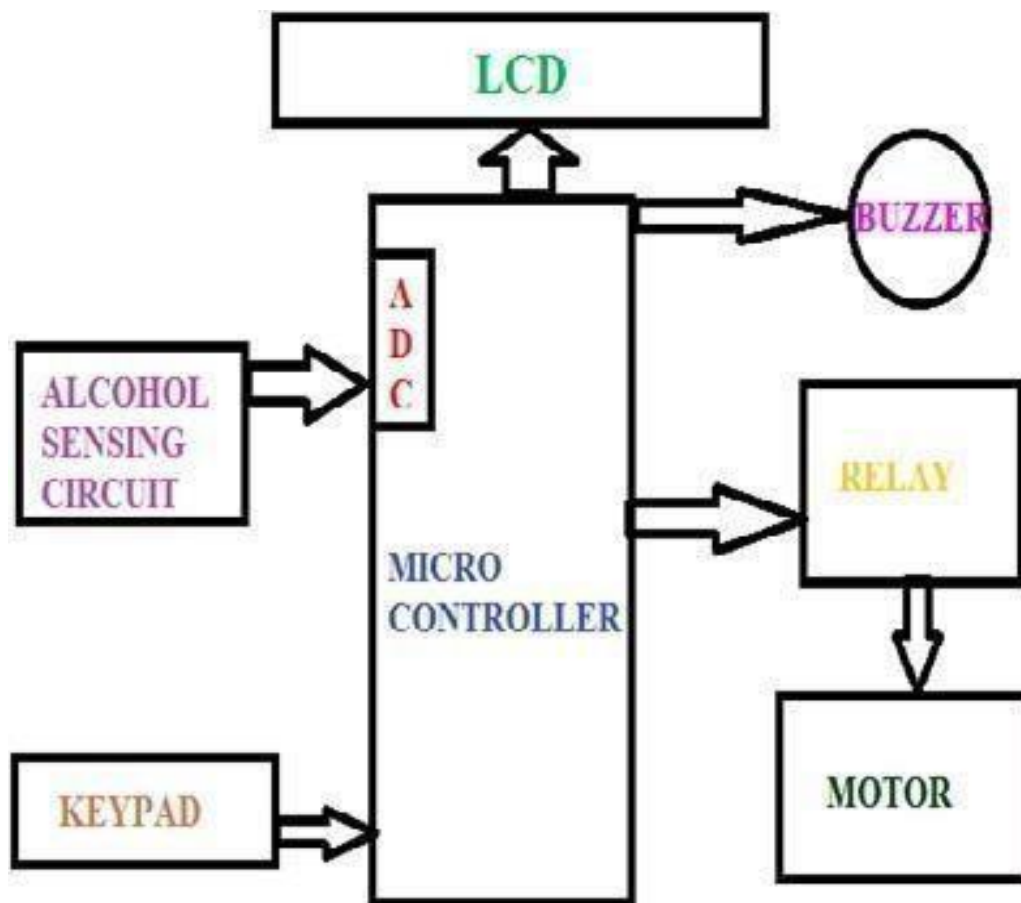 LCD
BUZZER
A
D
C
ALCOHOL
SENSING
CIRCUIT
RELAY
MICRO
CONTROLLER
KEYPAD
MOTOR